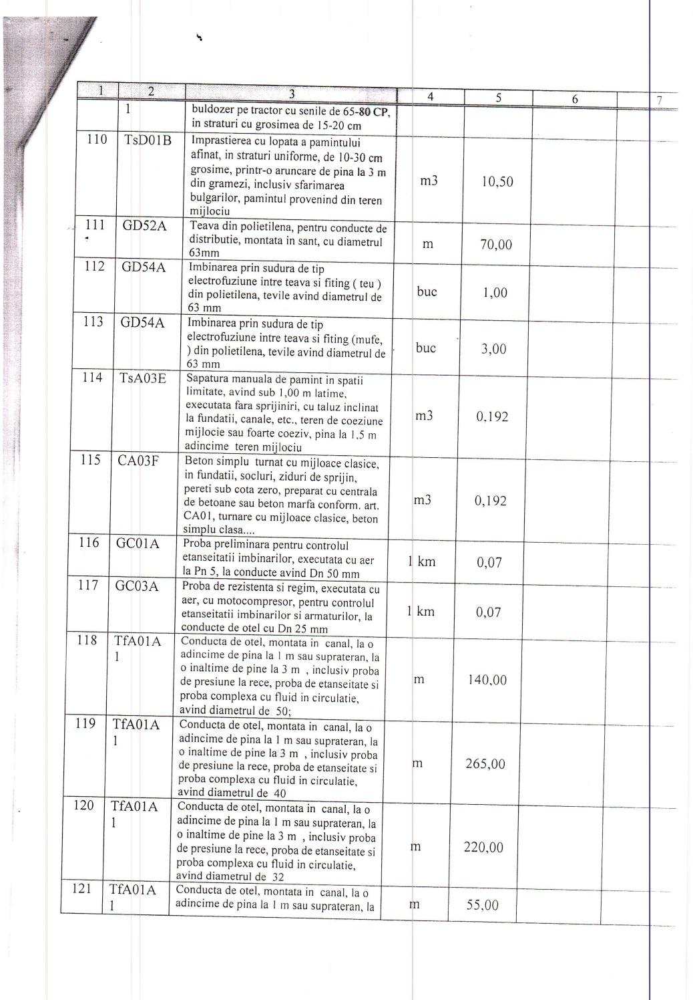 1 2 3 4 5 6 7
1 buldozer pe tractor cu senile de 65-80 CP,
in straturi cu grosimea de 15-20 cm
110 TsD01B Imprastierea cu lopata a pamintului
afinat, in straturi uniforme, de 10-30 cm
grosime, printr-o aruncare de pina la 3 m
din gramezi, inclusiv sfarimarea m3 10,50
bulgarilor, pamintul provenind din teren
mijlociu
111 GD52A Teava din polietilena, pentru conducte de
distributie, montata in sant, cu diametrul m 70,00
63mm
112 GD54A Imbinarea prin sudura de tip
electrofuziune intre teava si fiting ( teu )
din polietilena, tevile avind diametrul de buc 1,00
63 mm
113 GD54A Imbinarea prin sudura de tip
electrofuziune intre teava si fiting (mufe,
) din polietilena, tevile avind diametrul de buc 3,00
63 mm
114 TsA03E Sapatura manuala de pamint in spatii
limitate, avind sub 1,00 m latime,
executata fara sprijiniri, cu taluz inclinat
la fundatii, canale, etc., teren de coeziune m3 0,192
mijlocie sau foarte coeziv, pina la 1,5 m
adincime teren mijlociu
115 CA03F Beton simplu turnat cu mijloace clasice,
in fundatii, socluri, ziduri de sprijin,
pereti sub cota zero, preparat cu centrala
de betoane sau beton marfa conform. art. m3 0,192
CA01, turnare cu mijloace clasice, beton
simplu clasa....
116 GC01A Proba preliminara pentru controlul
etanseitatii imbinarilor, executata cu aer 1 km 0,07
la Pn 5, la conducte avind Dn 50 mm
117 GC03A Proba de rezistenta si regim, executata cu
aer, cu motocompresor, pentru controlul
etanseitatii imbinarilor si armaturilor, la 1 km 0,07
conducte de otel cu Dn 25 mm
118 TfA01A Conducta de otel, montata in canal, la o
1 adincime de pina la 1 m sau suprateran, la
o inaltime de pine la 3 m , inclusiv proba
de presiune la rece, proba de etanseitate si m 140,00
proba complexa cu fluid in circulatie,
avind diametrul de 50;
119 TfA01A Conducta de otel, montata in canal, la o
1 adincime de pina la 1 m sau suprateran, la
o inaltime de pine la 3 m , inclusiv proba
de presiune la rece, proba de etanseitate si m 265,00
proba complexa cu fluid in circulatie,
avind diametrul de 40
120 TfA01A Conducta de otel, montata in canal, la o
1 adincime de pina la 1 m sau suprateran, la
o inaltime de pine la 3 m , inclusiv proba
de presiune la rece, proba de etanseitate si m 220,00
proba complexa cu fluid in circulatie,
avind diametrul de 32
121 TfA01A Conducta de otel, montata in canal, la o
1 adincime de pina la 1 m sau suprateran, la m 55,00